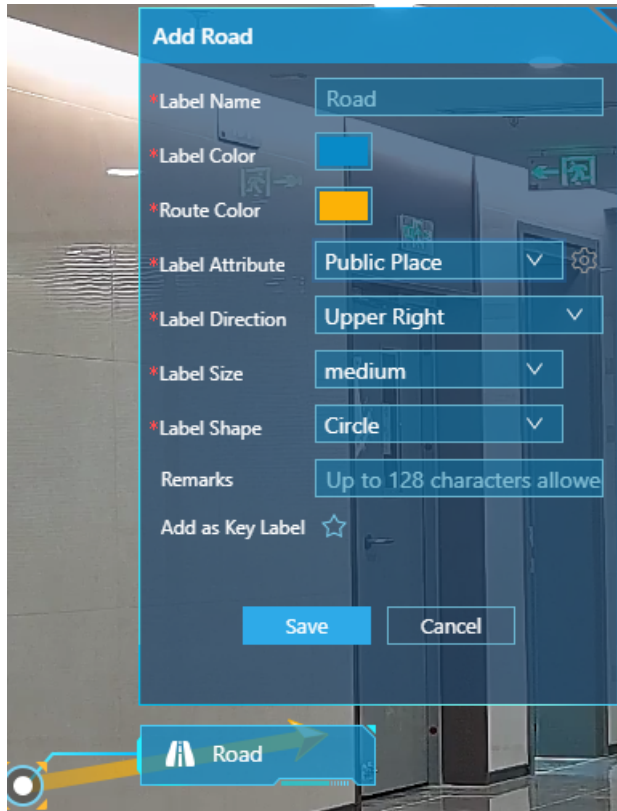 Add Road
*Label Name Road
*Label Color
*Route Color
*Label Attribute Public Place
*Label Direction Upper Right
*Label Size medium
*Label Shape Circle
Remarks Up to 128 characters allowe
Add as Key Label
Save Cancel
Road